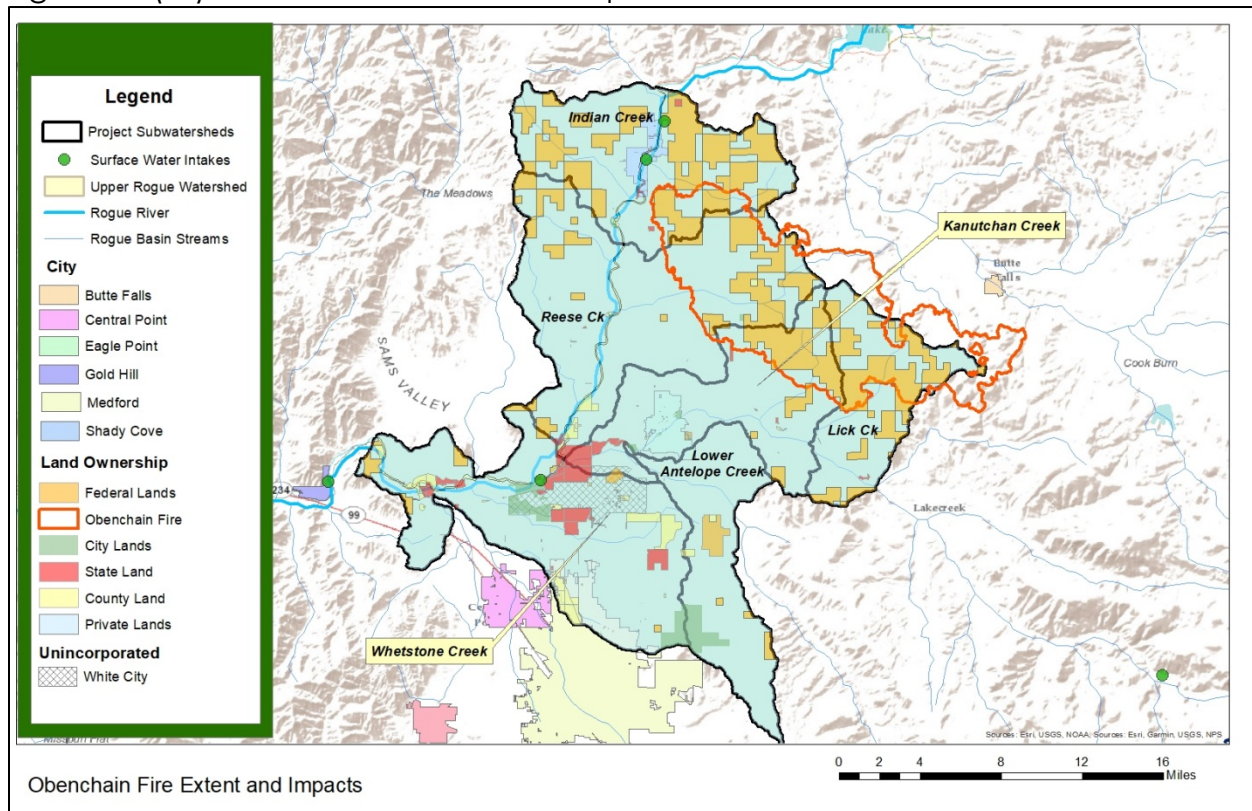 Legend
Project Subwatersheds
Surface Water Intakes
Upper Rogue Watershed
Rogue River
Rogue Basin Streams
City
Butte Falls
Central Point
Eagle Point
Gold Hill
Medford
Shady Cove
Land Ownership
Federal Lands
Obenchain Fire
City Lands
State Land
County Land
Private Lands
Unincorporated
White City
Lake
Indian Creek
The Meadows
Kanutchan Creek
Butte
Falls
Reese Ck
SAMS VALLEY
Cook Burn
Lick Ck
Lower
Antelope Creek
234
99
Lakecreek
Whetstone Creek
Sources: Esri, USGS, NOAA, Sources: Esri, Garmin, USGS, NPS
Obenchain Fire Extent and Impacts
0 2 4 8 12 16
Miles